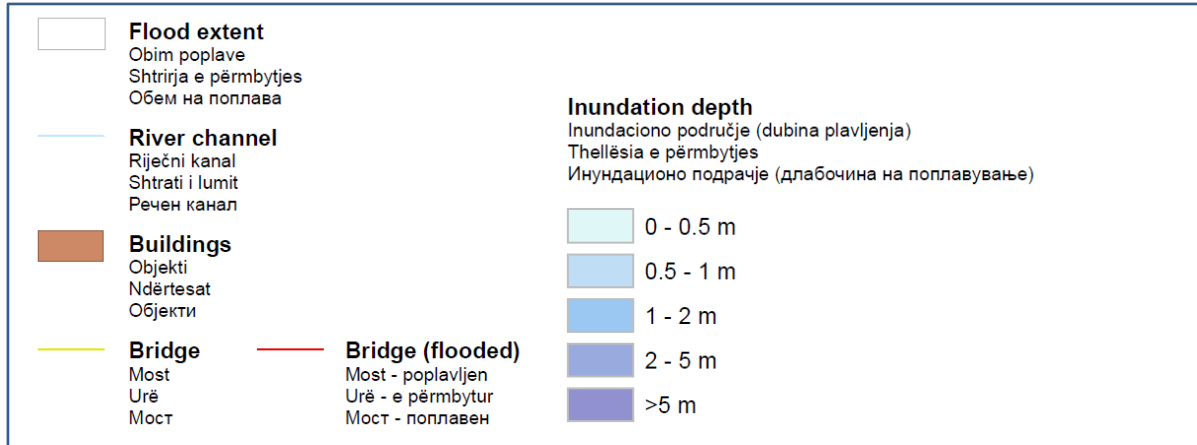 Flood extent
Obim poplave
Shtrirja e përmbytjes
Обем на поплава
River channel
Riječni kanal
Shtrati i lumit
Речен канал
Buildings
Objekti
Ndërtesat
Објекти
Bridge
Most
Urë
Мост
Bridge (flooded)
Most - poplavljen
Urë - e përmbytur
Мост - поплавен
Inundation depth
Inundaciono područje (dubina plavljenja)
Thellësia e përmbytjes
Инундационо подрачје (длабочина на поплавување)
0 - 0.5 m
0.5 - 1 m
1 - 2 m
2 - 5 m
>5 m